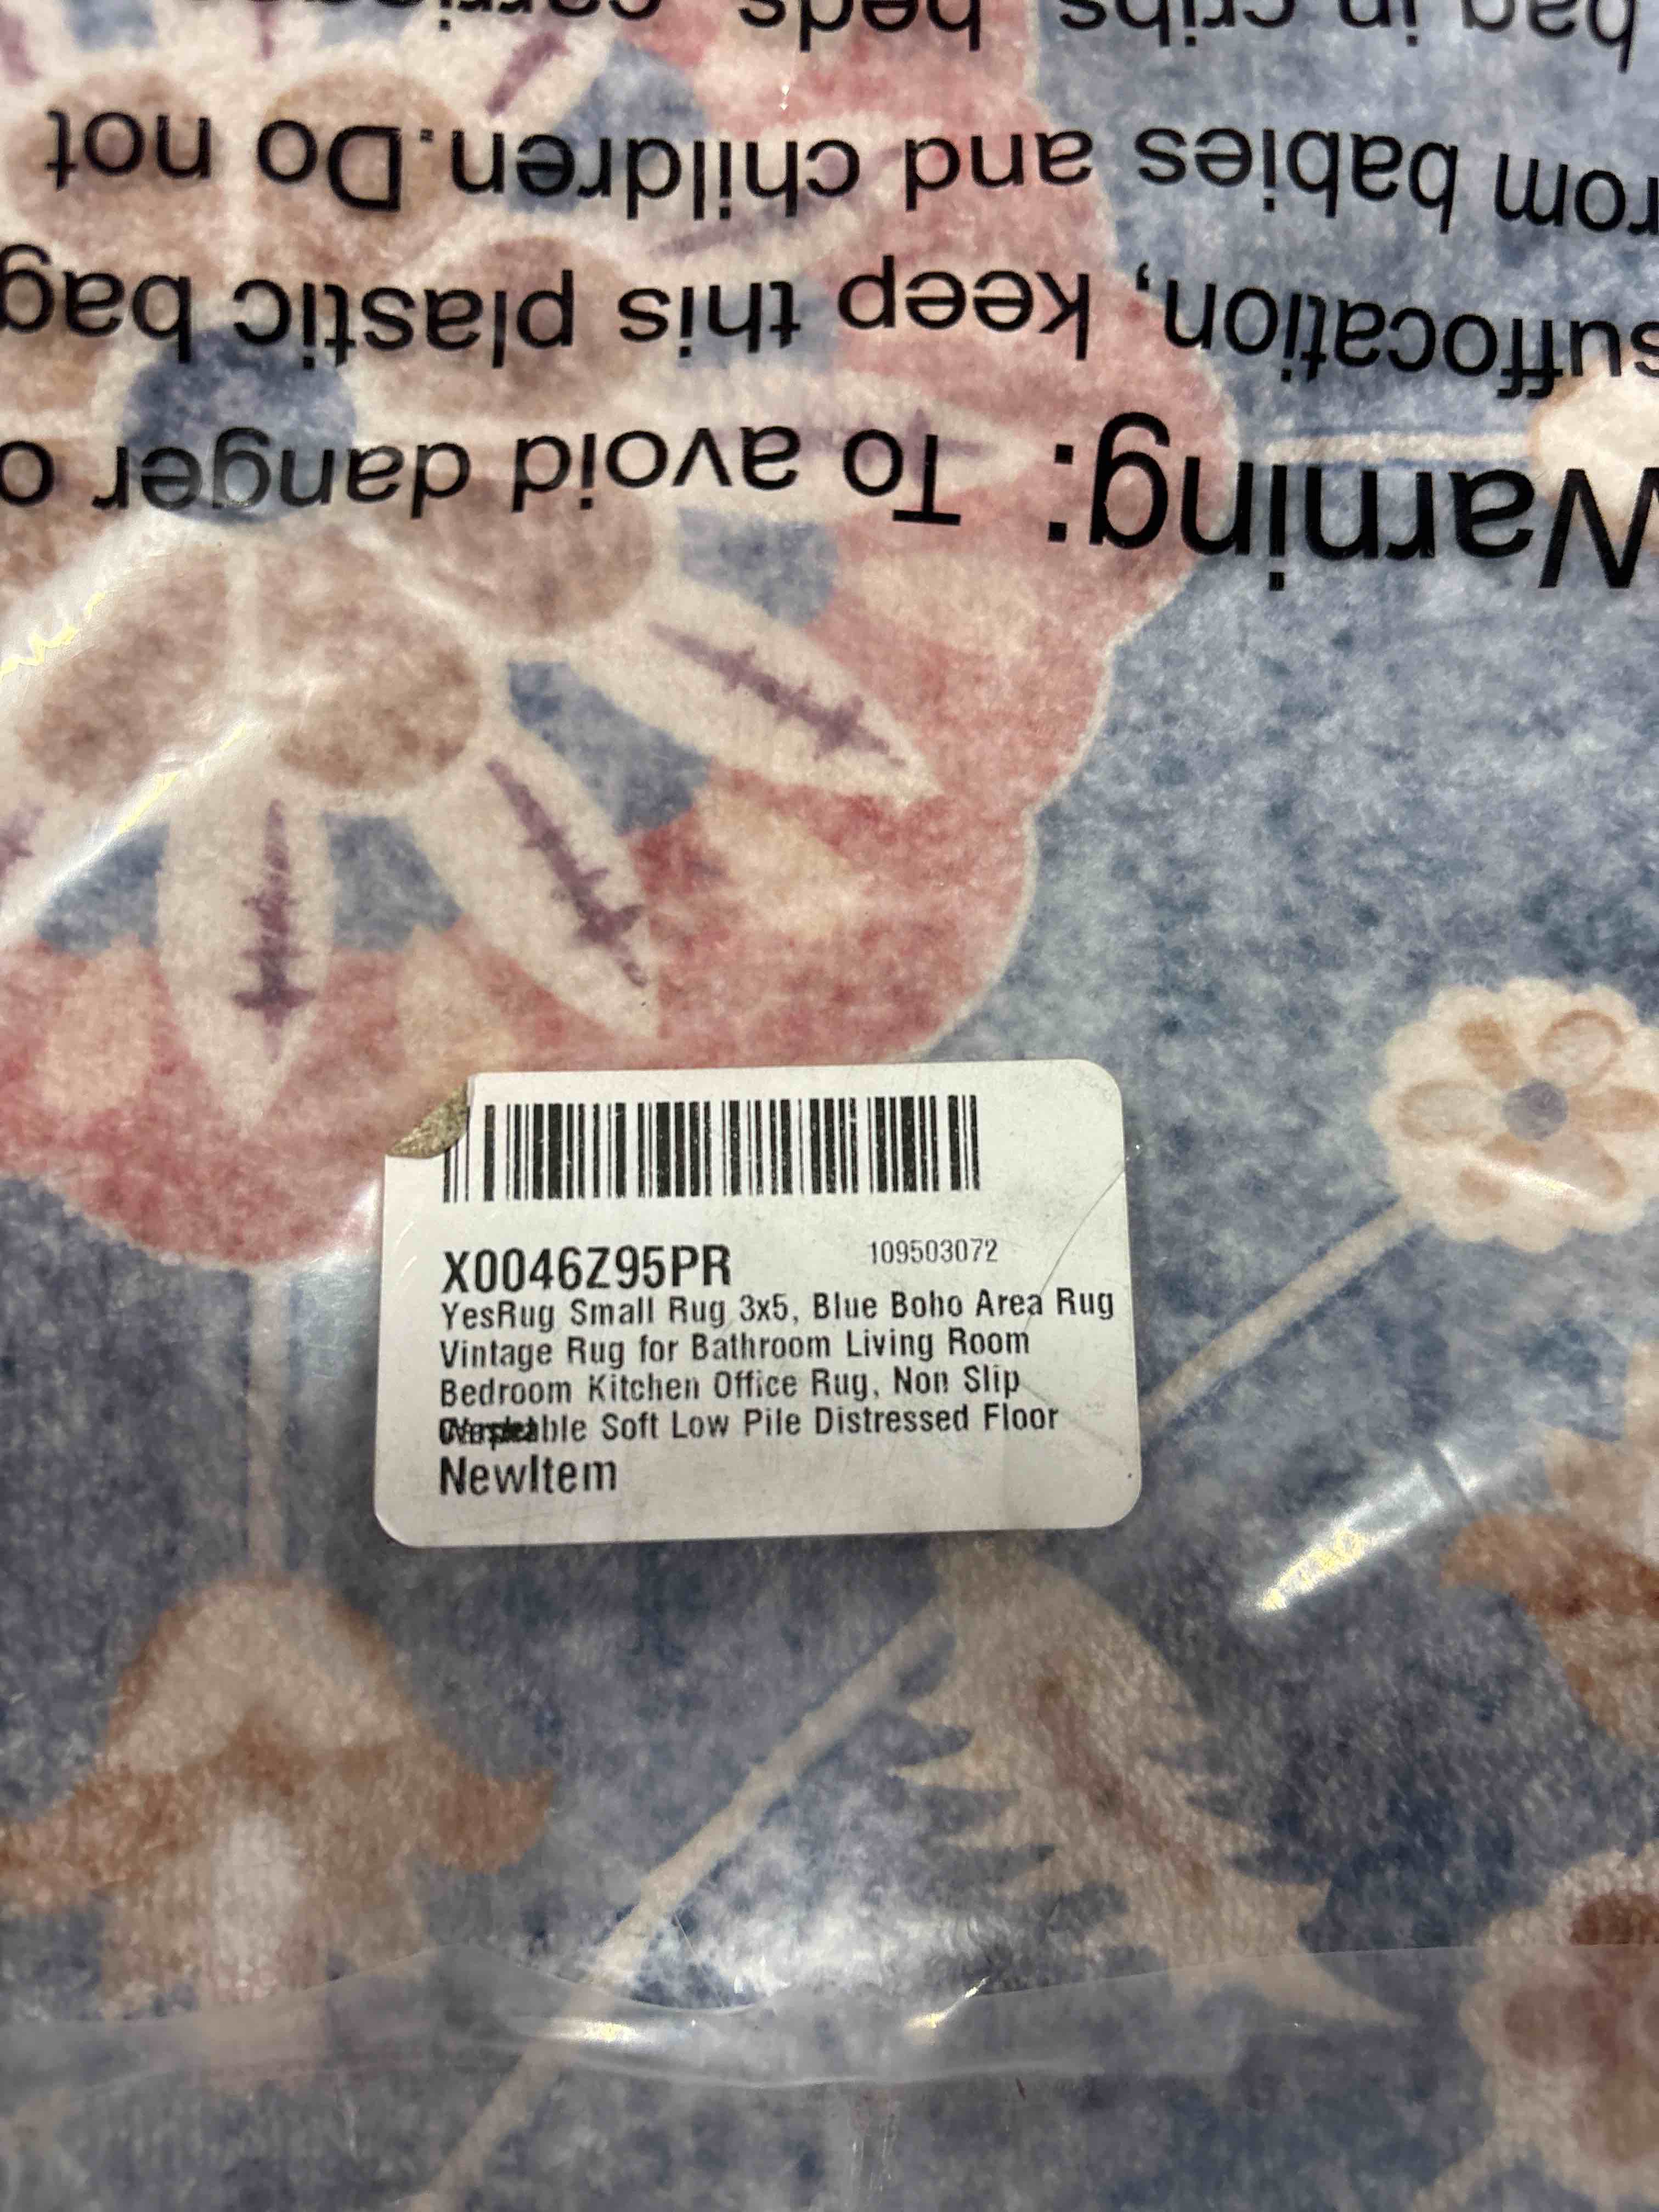 Warning: To avoid danger o
suffocation, keep this plastic bag
rom babies and children.Do not
bag in cribs, beds, carriages
X0046Z95PR
109503072
YesRug Small Rug 3x5, Blue Boho Area Rug
Vintage Rug for Bathroom Living Room
Bedroom Kitchen Office Rug, Non Slip
Soft Low Pile Distressed Floor
NewItem